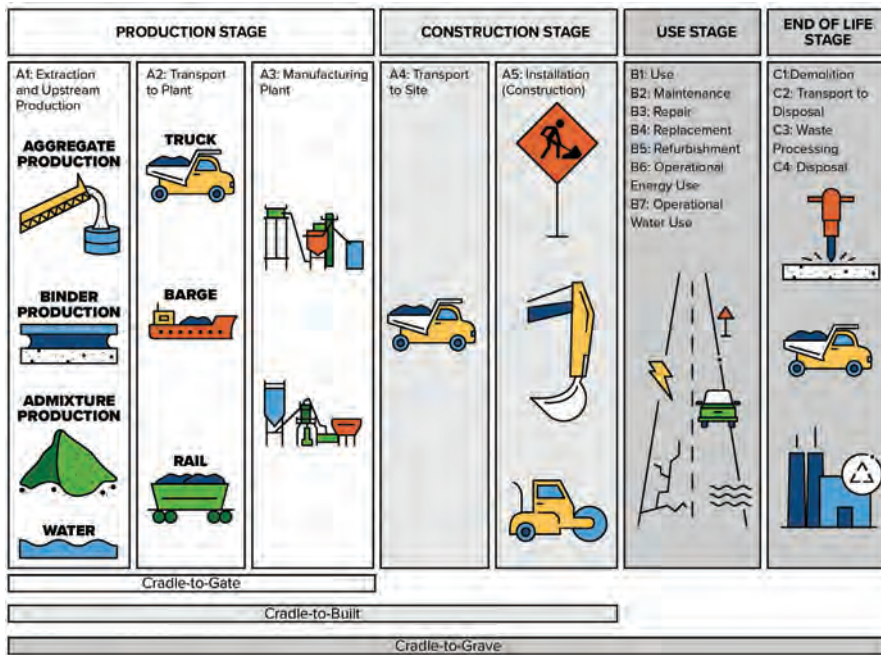 PRODUCTION STAGE
CONSTRUCTION STAGE
USE STAGE
END OF LIFE
STAGE
A1: Extraction
and Upstream
Production
AGGREGATE
PRODUCTION
BINDER
PRODUCTION
ADMIXTURE
PRODUCTION
WATER
A2: Transport
to Plant
TRUCK
BARGE
RAIL
A3: Manufacturing
Plant
A4: Transport
to Site
A5: Installation
(Construction)
B1: Use
B2: Maintenance
B3: Repair
B4: Replacement
B5: Refurbishment
B6: Operational
Energy Use
B7: Operational
Water Use
C1:Demolition
C2: Transport to
Disposal
C3: Waste
Processing
C4: Disposal
Cradle-to-Gate
Cradle-to-Built
Cradle-to-Grave